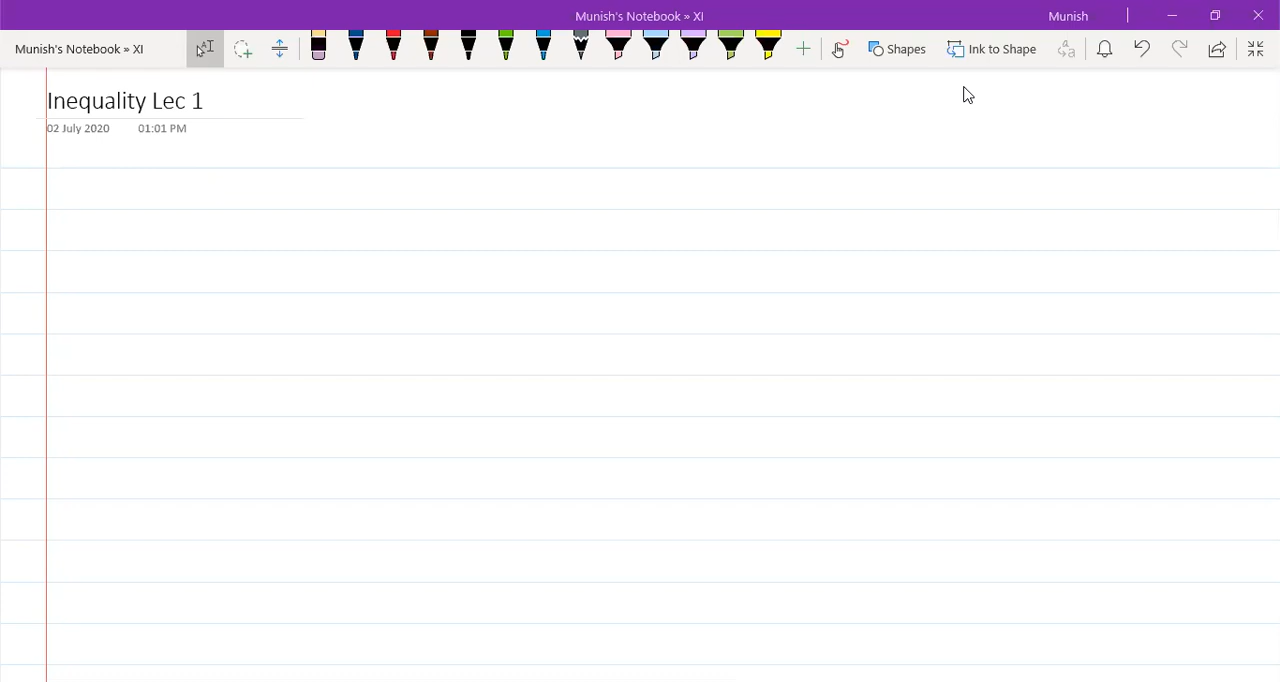 Munish's Notebook » XI
Munish
Munish's Notebook » XI
Shapes
Ink to Shape
Inequality Lec 1
02 July 2020 01:01 PM